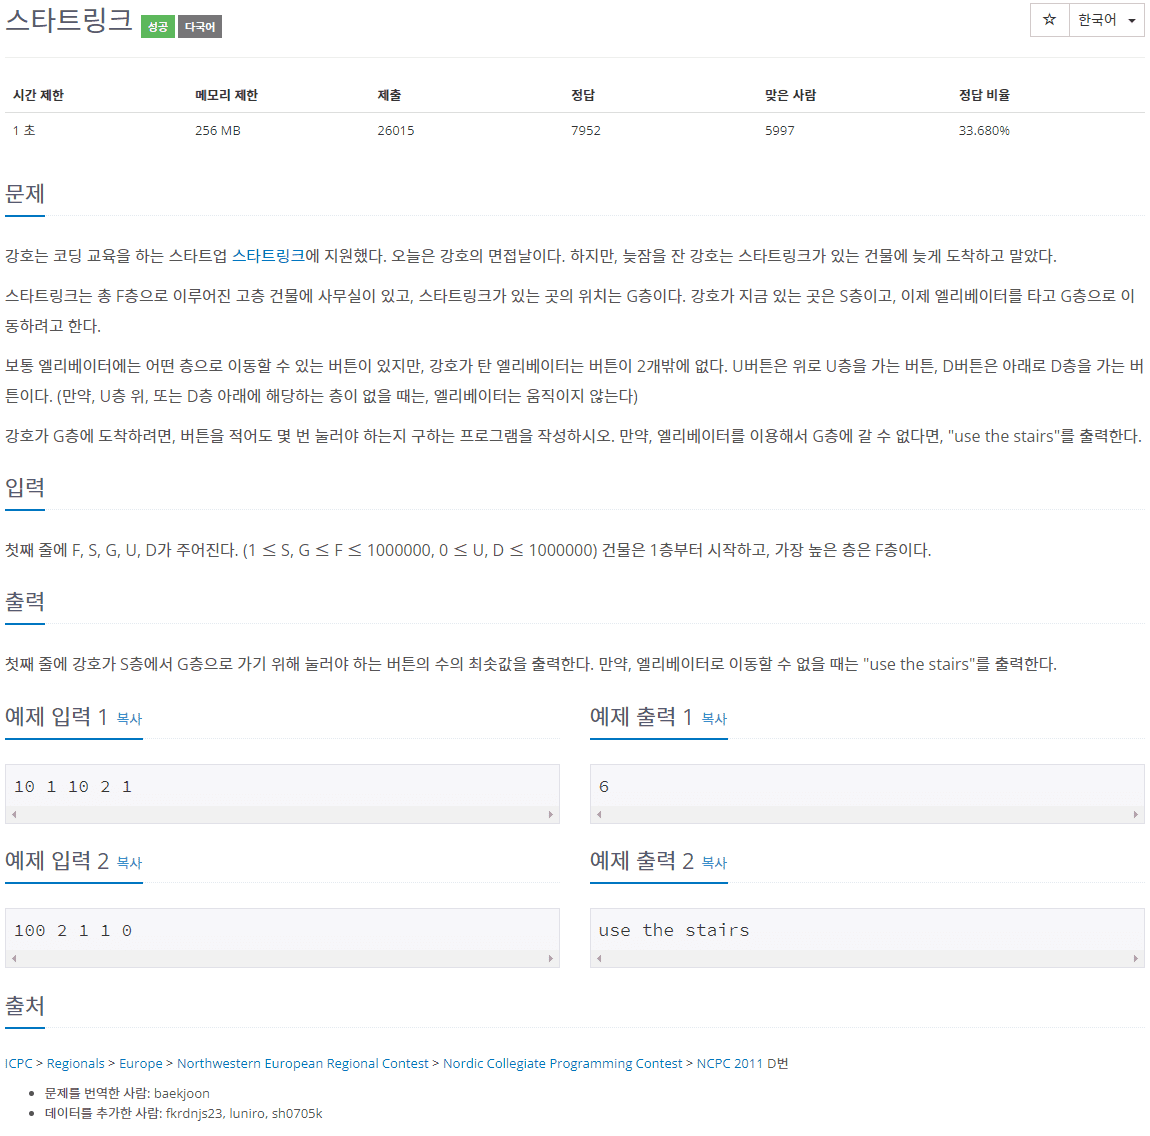 스타트링크 성공 다국어
☆ 한국어
시간 제한 메모리 제한 제출 정답 맞은 사람 정답 비율
1 초 256 MB 26015 7952 5997 33.680%
문제
강호는 코딩 교육을 하는 스타트업 스타트링크에 지원했다. 오늘은 강호의 면접날이다. 하지만, 늦잠을 잔 강호는 스타트링크가 있는 건물에 늦게 도착하고 말았다.
스타트링크는 총 F층으로 이루어진 고층 건물에 사무실이 있고, 스타트링크가 있는 곳의 위치는 G층이다. 강호가 지금 있는 곳은 S층이고, 이제 엘리베이터를 타고 G층으로 이
동하려고 한다.
보통 엘리베이터에는 어떤 층으로 이동할 수 있는 버튼이 있지만, 강호가 탄 엘리베이터는 버튼이 2개밖에 없다. U버튼은 위로 U층을 가는 버튼, D버튼은 아래로 D층을 가는 버
튼이다. (만약, U층 위, 또는 D층 아래에 해당하는 층이 없을 때는, 엘리베이터는 움직이지 않는다)
강호가 G층에 도착하려면, 버튼을 적어도 몇 번 눌러야 하는지 구하는 프로그램을 작성하시오. 만약, 엘리베이터를 이용해서 G층에 갈 수 없다면, "use the stairs"를 출력한다.
입력
첫째 줄에 F, S, G, U, D가 주어진다. (1 ≤ S, G ≤ F ≤ 1000000, 0 ≤ U, D ≤ 1000000) 건물은 1층부터 시작하고, 가장 높은 층은 F층이다.
출력
첫째 줄에 강호가 S층에서 G층으로 가기 위해 눌러야 하는 버튼의 수의 최솟값을 출력한다. 만약, 엘리베이터로 이동할 수 없을 때는 "use the stairs"를 출력한다.
예제 입력 1 복사
10 1 10 2 1
예제 출력 1 복사
6
예제 입력 2 복사
100 2 1 1 0
예제 출력 2 복사
use the stairs
출처
ICPC > Regionals > Europe > Northwestern European Regional Contest > Nordic Collegiate Programming Contest > NCPC 2011 D번
• 문제를 번역한 사람: baekjoon
• 데이터를 추가한 사람: fkrdnjs23, luniro, sh0705k